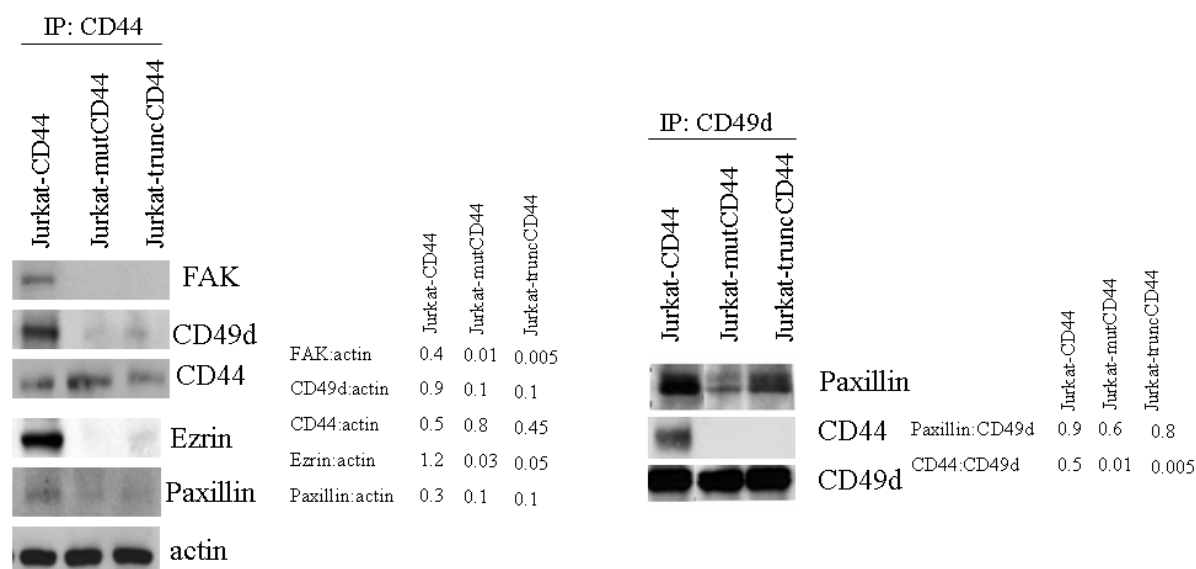 IP: CD44
Jurkat-CD44
Jurkat-mutCD44
Jurkat-truncCD44
FAK
CD49d
CD44
Ezrin
Paxillin
actin
Jurkat-CD44
Jurkat-mutCD44
Jurkat-truncCD44
FAK:actin 0.4 0.01 0.005
CD49d:actin 0.9 0.1 0.1
CD44:actin 0.5 0.8 0.45
Ezrin:actin 1.2 0.03 0.05
Paxillin:actin 0.3 0.1 0.1
IP: CD49d
Jurkat-CD44
Jurkat-mutCD44
Jurkat-truncCD44
Paxillin
CD44
CD49d
Jurkat-CD44
Jurkat-mutCD44
Jurkat-truncCD44
Paxillin:CD49d 0.9 0.6 0.8
CD44:CD49d 0.5 0.01 0.005